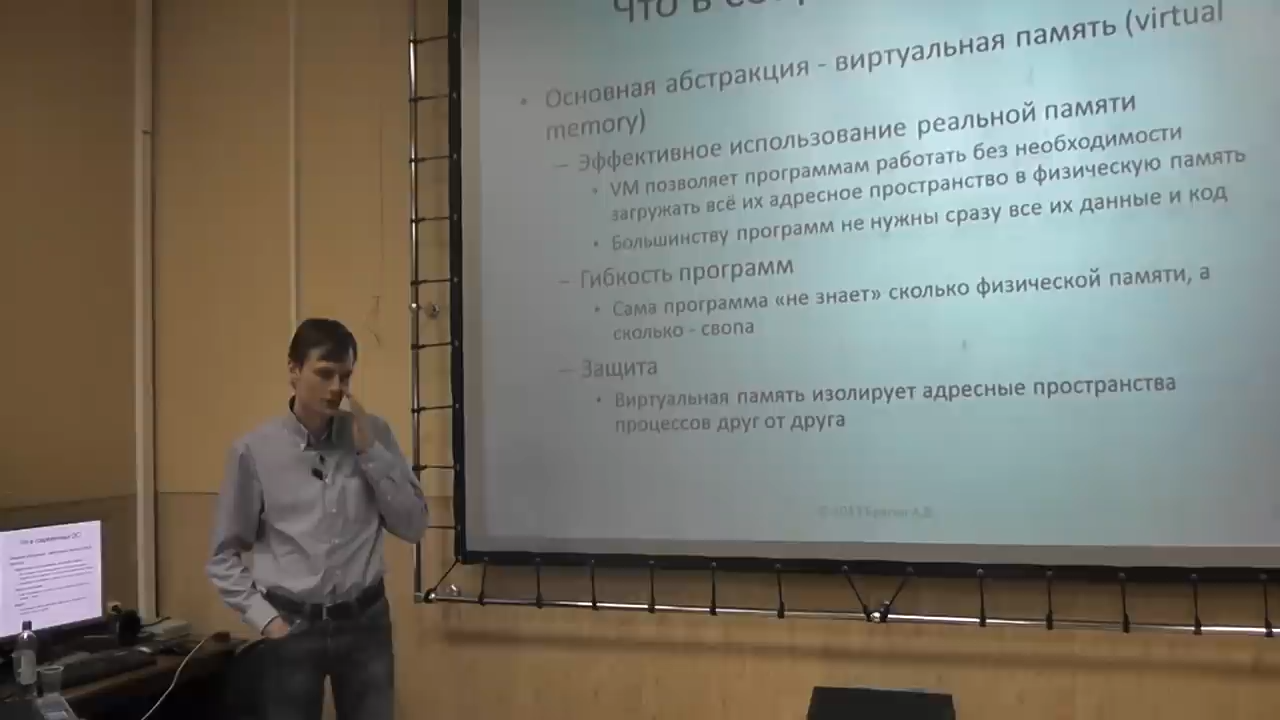 Что в
• Основная абстракция - виртуальная память (virtual
memory)
– Эффективное использование реальной памяти
• VM позволяет программам работать без необходимости
загружать всё их адресное пространство в физическую память
• Большинству программ не нужны сразу все их данные и код
– Гибкость программ
• Сама программа «не знает» сколько физической памяти, а
сколько - свопа
– Защита
• Виртуальная память изолирует адресные пространства
процессов друг от друга